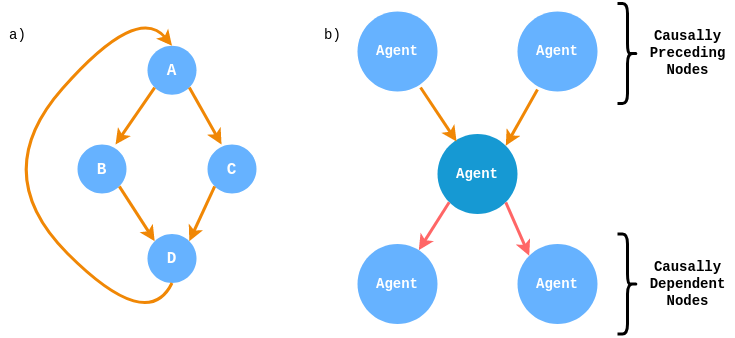 a)
A
B
C
D
b)
Agent
Agent
Agent
Agent
Agent
Causally
Preceding
Nodes
Causally
Dependent
Nodes